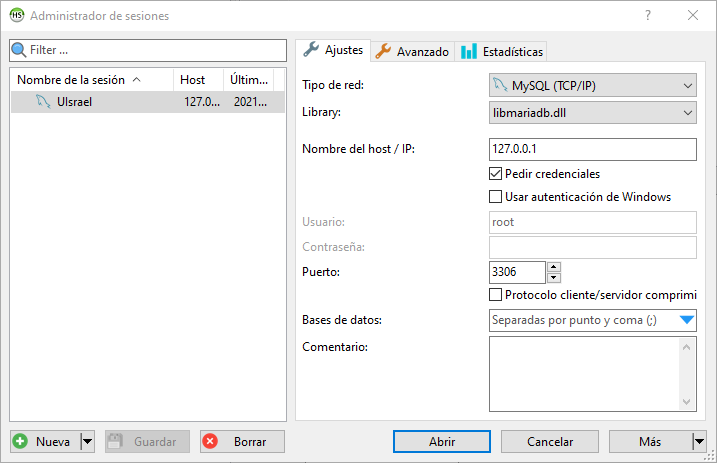 HS Administrador de sesiones
Filter ...
Nombre de la sesión Host Últim...
UIsrael 127.0... 2021...
Ajustes Avanzado Estadísticas
Tipo de red: MySQL (TCP/IP)
Library: libmariadb.dll
Nombre del host / IP: 127.0.0.1
Pedir credenciales
Usar autenticación de Windows
Usuario: root
Contraseña:
Puerto: 3306
Protocolo cliente/servidor comprimi
Bases de datos: Separadas por punto y coma (;)
Comentario:
Nueva Guardar Borrar Abrir Cancelar Más